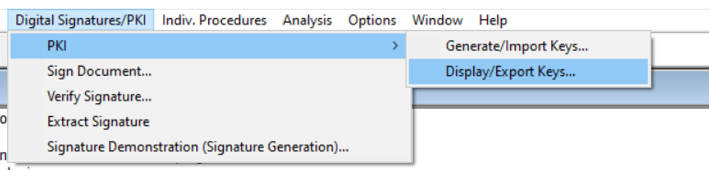 Digital Signatures/PKI Indiv. Procedures Analysis Options Window Help
PKI > Generate/Import Keys...
Sign Document... Display/Export Keys...
Verify Signature...
Extract Signature
Signature Demonstration (Signature Generation)...